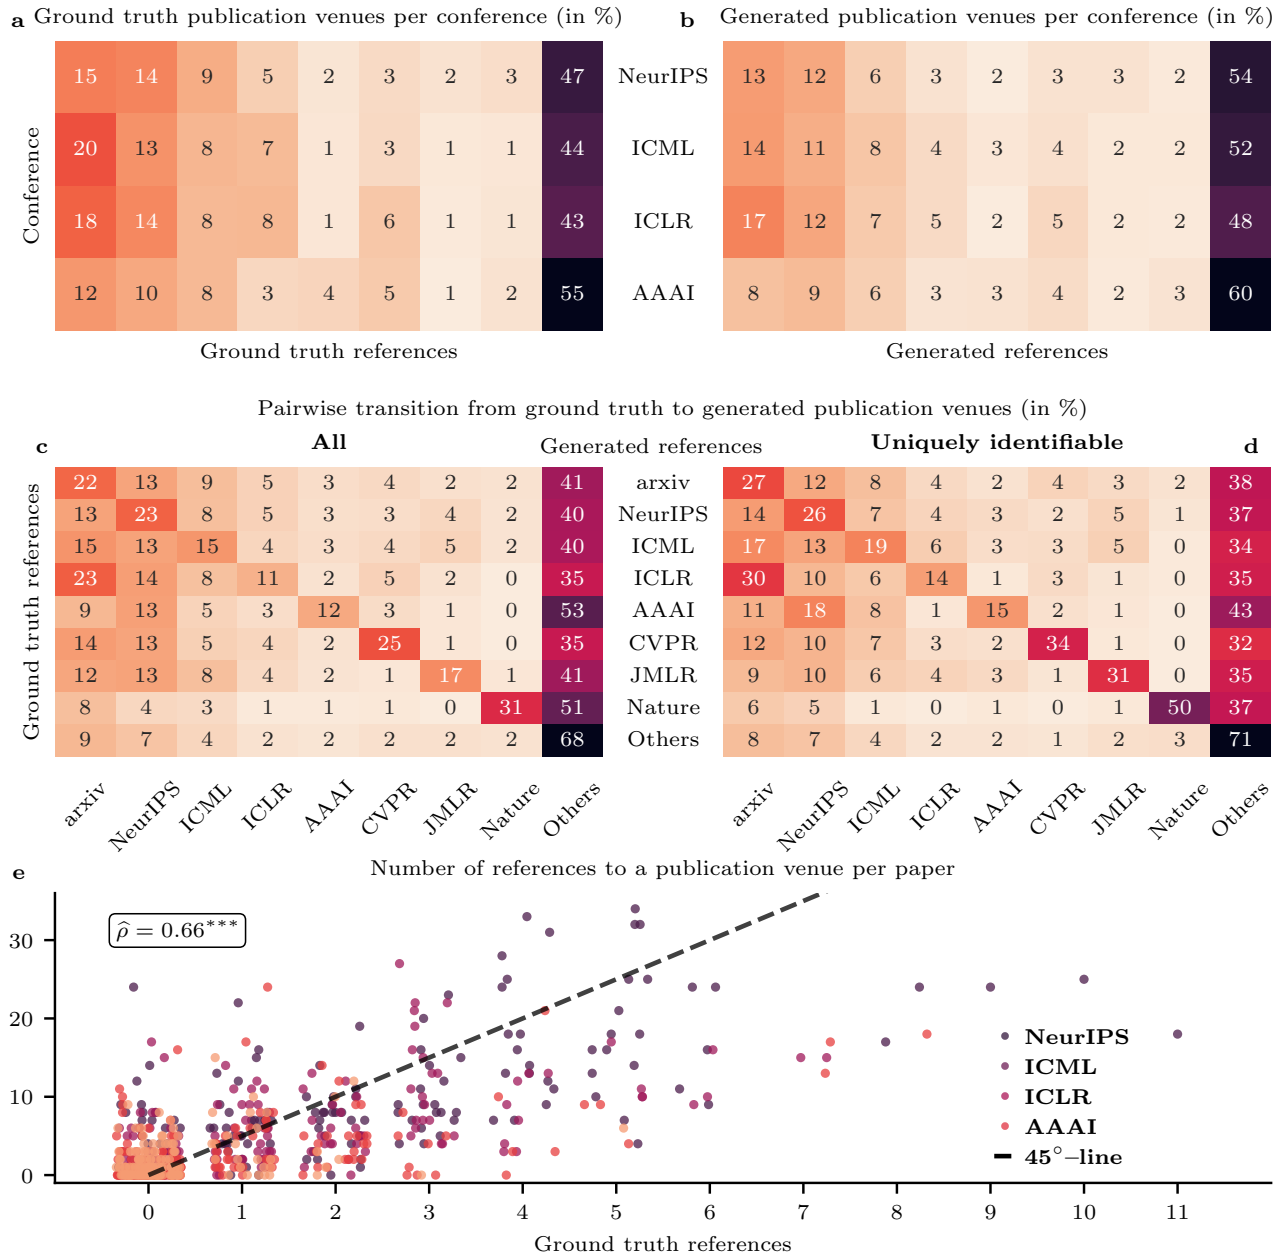 a Ground truth publication venues per conference (in %)
b Generated publication venues per conference (in %)
Conference
15 14 9 5 2 3 2 3 47 NeurIPS 13 12 6 3 2 3 3 2 54
20 13 8 7 1 3 1 1 44 ICML 14 11 8 4 3 4 2 2 52
18 14 8 8 1 6 1 1 43 ICLR 17 12 7 5 2 5 2 2 48
12 10 8 3 4 5 1 2 55 AAAI 8 9 6 3 3 4 2 3 60
Ground truth references
Generated references
Pairwise transition from ground truth to generated publication venues (in %)
c All Generated references Uniquely identifiable d
Ground truth references
22 13 9 5 3 4 2 2 41 arxiv 27 12 8 4 2 4 3 2 38
13 23 8 5 3 3 4 2 40 NeurIPS 14 26 7 4 3 2 5 1 37
15 13 15 4 3 4 5 2 40 ICML 17 13 19 6 3 3 5 0 34
23 14 8 11 2 5 2 0 35 ICLR 30 10 6 14 1 3 1 0 35
9 13 5 3 12 3 1 0 53 AAAI 11 18 8 1 15 2 1 0 43
14 13 5 4 2 25 1 0 35 CVPR 12 10 7 3 2 34 1 0 32
12 13 8 4 2 1 17 1 41 JMLR 9 10 6 4 3 1 31 0 35
8 4 3 1 1 1 0 31 51 Nature 6 5 1 0 1 0 1 50 37
9 7 4 2 2 2 2 2 68 Others 8 7 4 2 2 1 2 3 71
arxiv NeurIPS ICML ICLR AAAI CVPR JMLR Nature Others
arxiv NeurIPS ICML ICLR AAAI CVPR JMLR Nature Others
e Number of references to a publication venue per paper
ρ̂ = 0.66***
30
20
10
0
NeurIPS
ICML
ICLR
AAAI
45°–line
0 1 2 3 4 5 6 7 8 9 10 11
Ground truth references